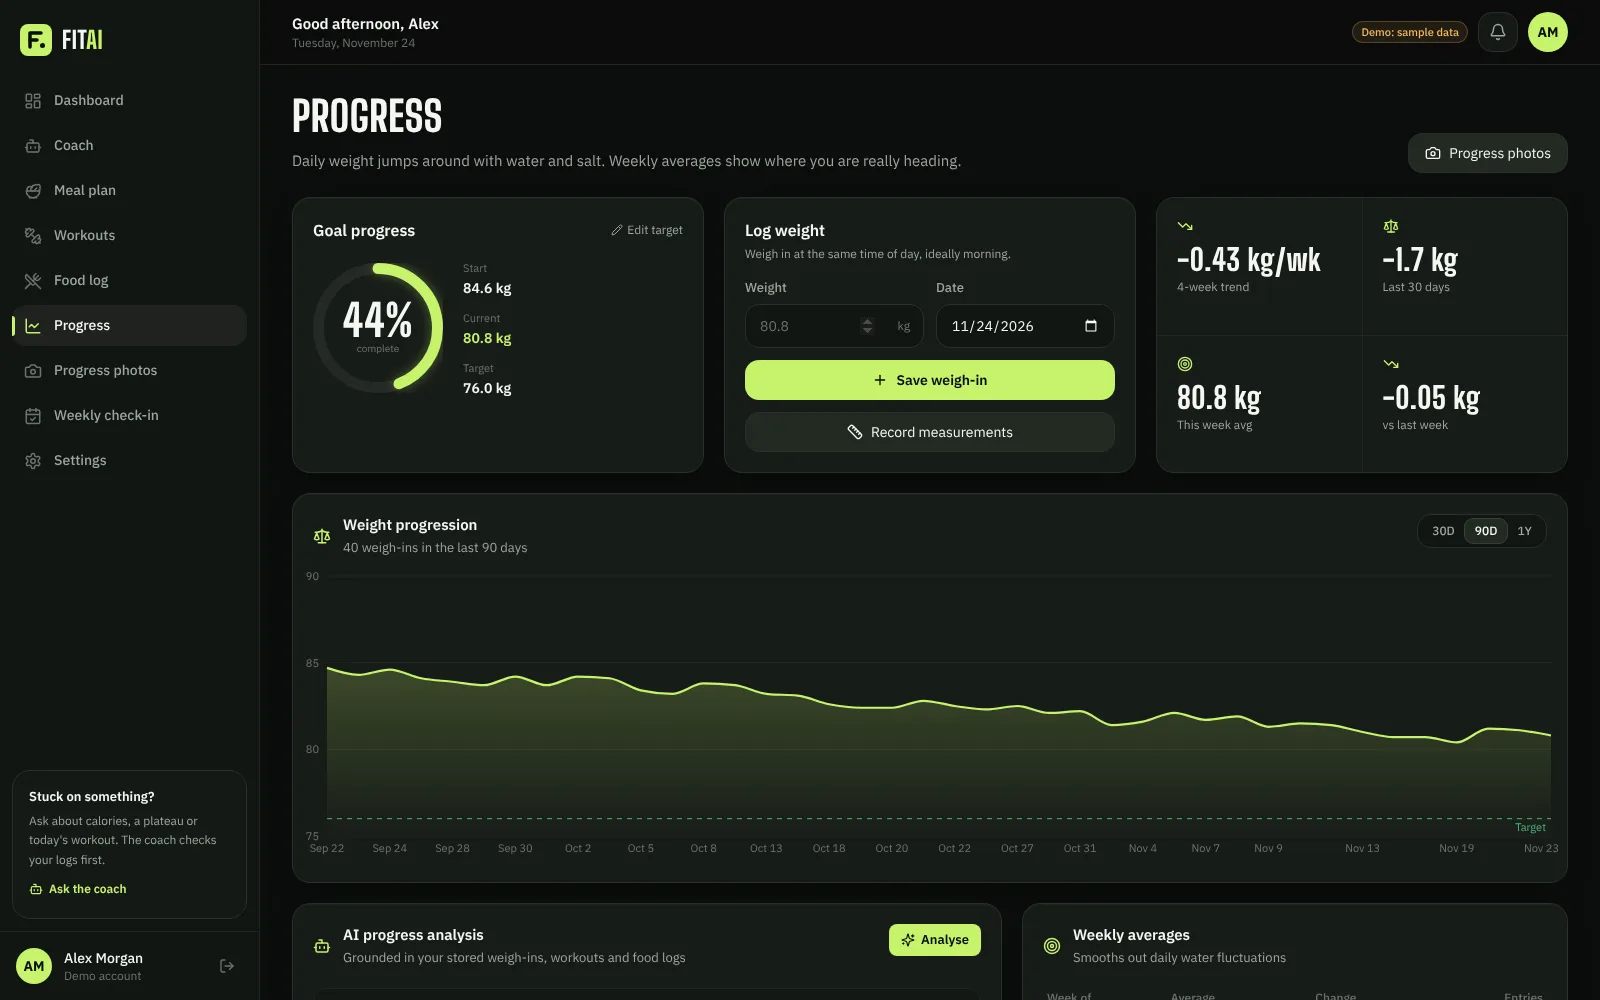 FITAI
Dashboard
Coach
Meal plan
Workouts
Food log
Progress
Progress photos
Weekly check-in
Settings
Stuck on something?
Ask about calories, a plateau or
today's workout. The coach checks
your logs first.
Ask the coach
AM
Alex Morgan
Demo account
Good afternoon, Alex
Tuesday, November 24
Demo: sample data
AM
PROGRESS
Daily weight jumps around with water and salt. Weekly averages show where you are really heading.
Progress photos
Goal progress
Edit target
44%
complete
Start
84.6 kg
Current
80.8 kg
Target
76.0 kg
Log weight
Weigh in at the same time of day, ideally morning.
Weight
Date
80.8
kg
11/24/2026
Save weigh-in
Record measurements
-0.43 kg/wk
4-week trend
-1.7 kg
Last 30 days
80.8 kg
This week avg
-0.05 kg
vs last week
Weight progression
40 weigh-ins in the last 90 days
30D 90D 1Y
90
85
80
75
Target
Sep 22 Sep 24 Sep 28 Sep 30 Oct 2 Oct 5 Oct 8 Oct 13 Oct 18 Oct 20 Oct 22 Oct 27 Oct 31 Nov 4 Nov 7 Nov 9 Nov 13 Nov 19 Nov 23
AI progress analysis
Grounded in your stored weigh-ins, workouts and food logs
Analyse
Weekly averages
Smooths out daily water fluctuations
Week of Average Change Entries